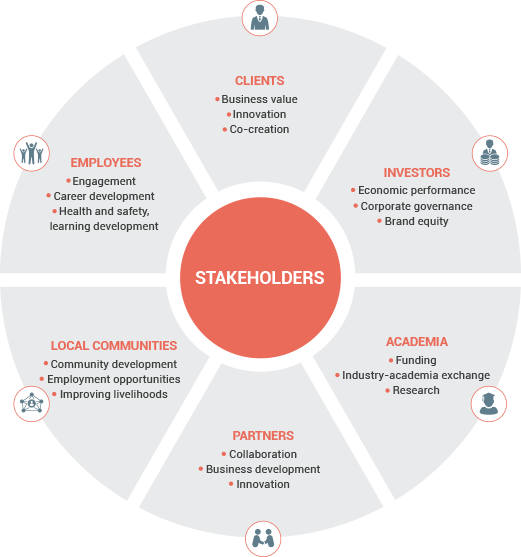 CLIENTS
• Business value
• Innovation
• Co-creation
EMPLOYEES
• Engagement
• Career development
• Health and safety,
learning development
INVESTORS
• Economic performance
• Corporate governance
• Brand equity
STAKEHOLDERS
LOCAL COMMUNITIES
• Community development
• Employment opportunities
• Improving livelihoods
ACADEMIA
• Funding
• Industry-academia exchange
• Research
PARTNERS
• Collaboration
• Business development
• Innovation